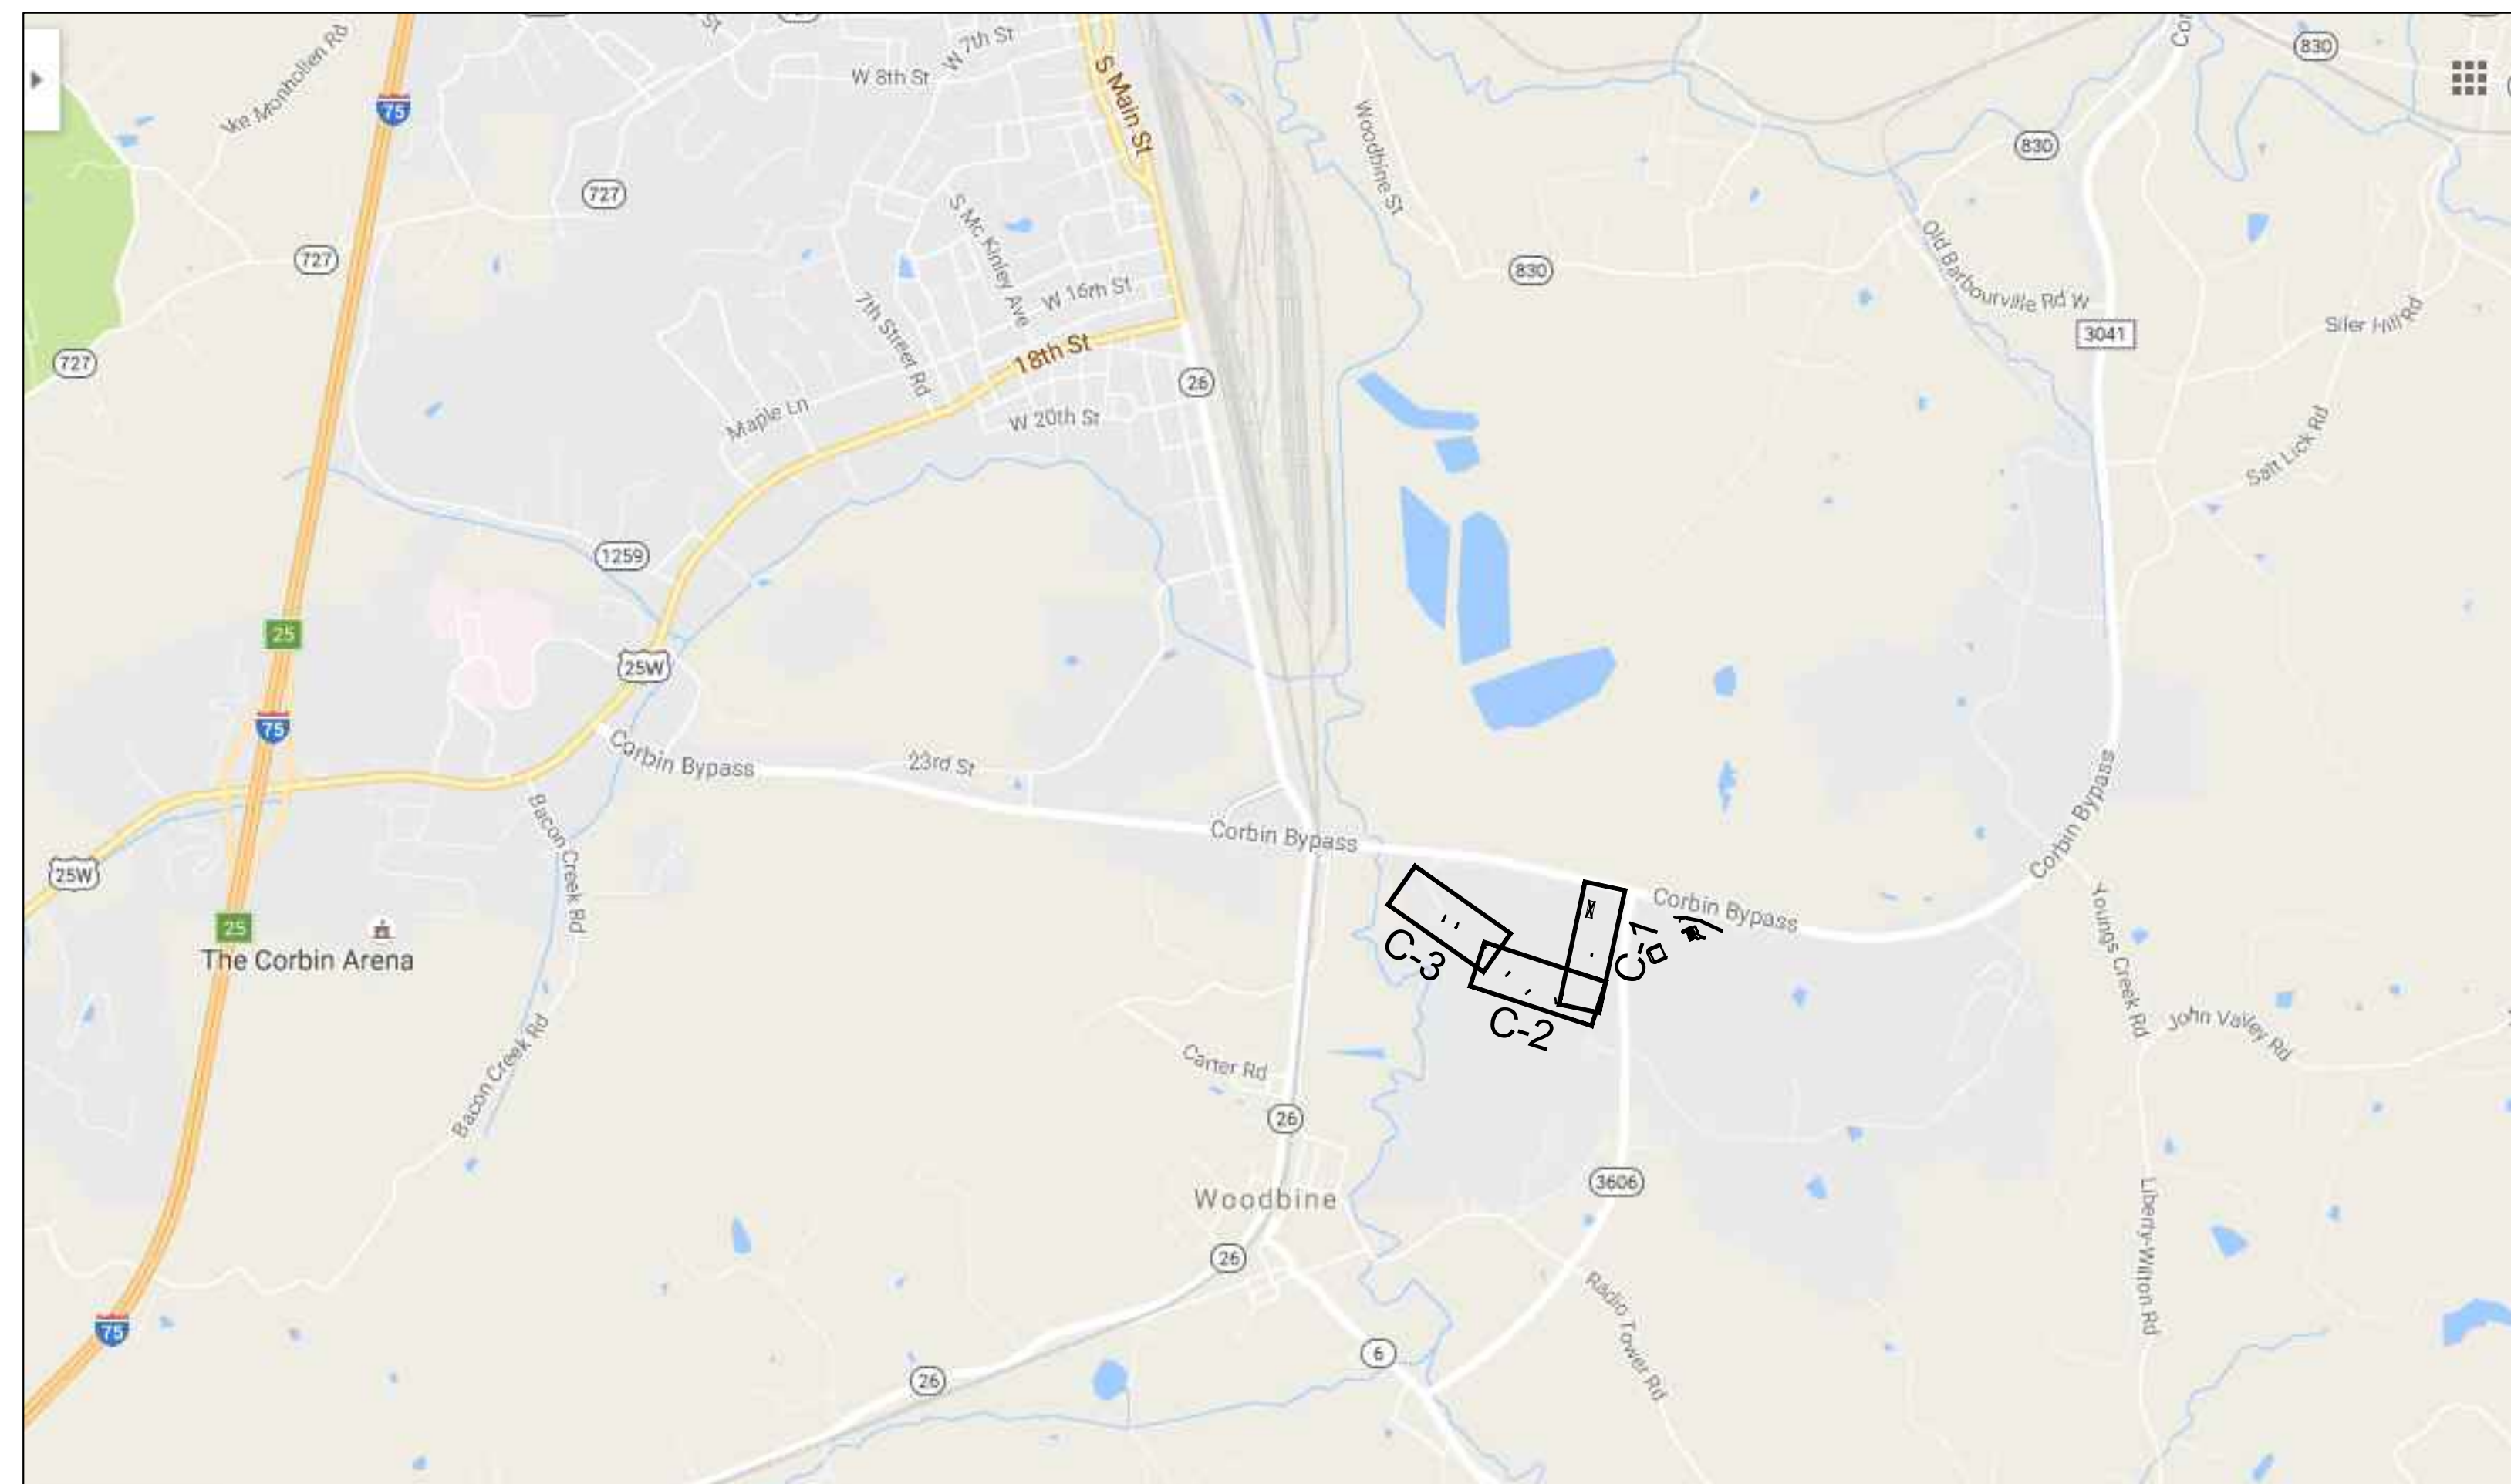 W 7th St
830
S Main St
W 8th St
75
Woodbine St
830
727
S Mc Kinley Ave
Old Barbourville Rd W
727
830
W 16th St
7th Street Rd
Siler Hill Rd
3041
18th St
727
26
Maple Ln
W 20th St
Salt Lick Rd
1259
25
25W
75
Corbin Bypass
23rd St
Corbin Bypass
Corbin Bypass
Bacon Creek Rd
25W
Corbin Bypass
Youngs Creek Rd
25
C-1
C-3
The Corbin Arena
C-2
John Valley Rd
Carter Rd
Bacon Creek Rd
26
Woodbine
3606
Liberty-Wilton Rd
26
Radio Tower Rd
75
6
26